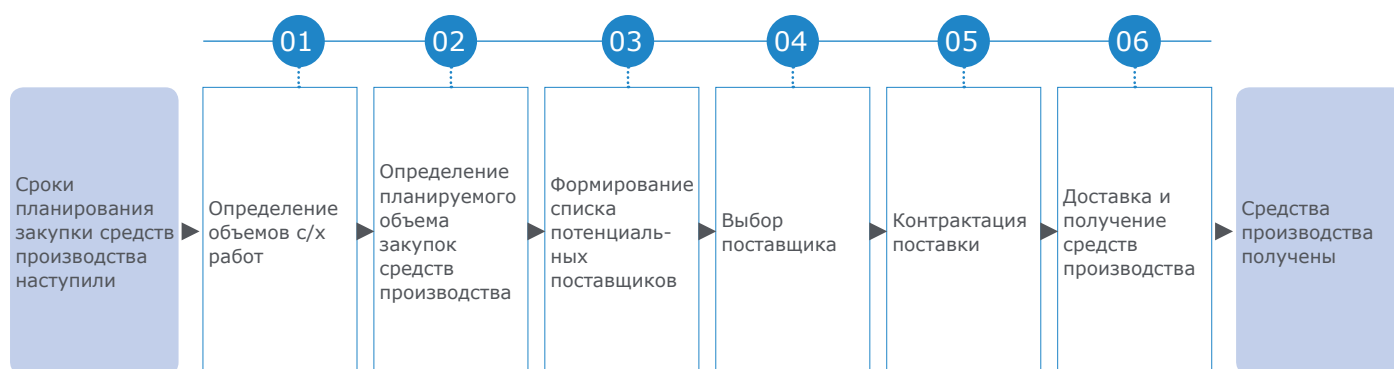 01
02
03
04
05
06
Сроки
планирования
закупки средств
производства
наступили
Определение
объемов с/х
работ
Определение
планируемого
объема
закупок
средств
производства
Формирование
списка
потенциаль-
ных
поставщиков
Выбор
поставщика
Контрактация
поставки
Доставка и
получение
средств
производства
Средства
производства
получены